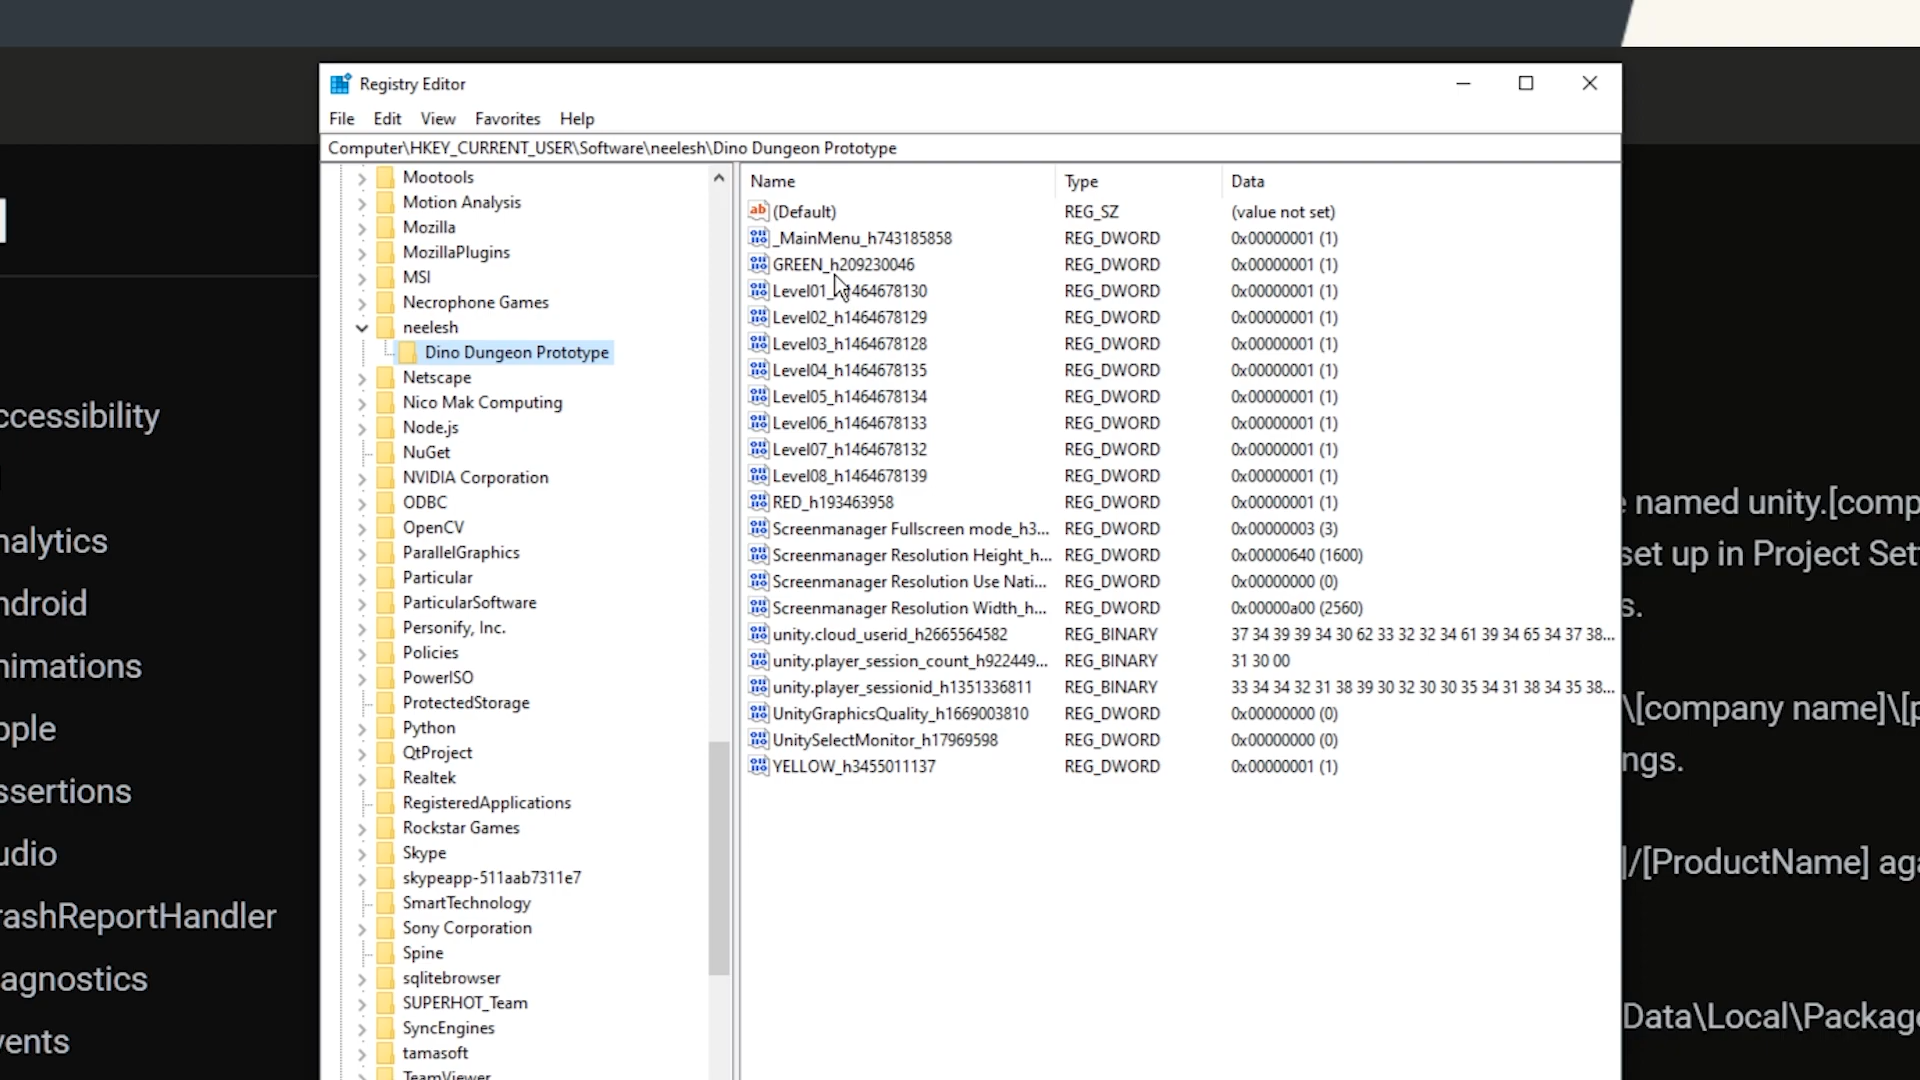 Registry Editor
File Edit View Favorites Help
Computer\HKEY_CURRENT_USER\Software\neelesh\Dino Dungeon Prototype
Mootools
Motion Analysis
Mozilla
MozillaPlugins
MSI
Necrophone Games
neelesh
Dino Dungeon Prototype
Netscape
Nico Mak Computing
Node.js
NuGet
NVIDIA Corporation
ODBC
OpenCV
ParallelGraphics
Particular
ParticularSoftware
Personify, Inc.
Policies
PowerISO
ProtectedStorage
Python
QtProject
Realtek
RegisteredApplications
Rockstar Games
Skype
skypeapp-511aab7311e7
SmartTechnology
Sony Corporation
Spine
sqlitebrowser
SUPERHOT_Team
SyncEngines
tamasoft
TeamViewer
Name Type Data
(Default) REG_SZ (value not set)
_MainMenu_h743185858 REG_DWORD 0x00000001 (1)
GREEN_h209230046 REG_DWORD 0x00000001 (1)
Level01_h1464678130 REG_DWORD 0x00000001 (1)
Level02_h1464678129 REG_DWORD 0x00000001 (1)
Level03_h1464678128 REG_DWORD 0x00000001 (1)
Level04_h1464678135 REG_DWORD 0x00000001 (1)
Level05_h1464678134 REG_DWORD 0x00000001 (1)
Level06_h1464678133 REG_DWORD 0x00000001 (1)
Level07_h1464678132 REG_DWORD 0x00000001 (1)
Level08_h1464678139 REG_DWORD 0x00000001 (1)
RED_h193463958 REG_DWORD 0x00000001 (1)
Screenmanager Fullscreen mode_h3... REG_DWORD 0x00000003 (3)
Screenmanager Resolution Height_h... REG_DWORD 0x00000640 (1600)
Screenmanager Resolution Use Nati... REG_DWORD 0x00000000 (0)
Screenmanager Resolution Width_h... REG_DWORD 0x00000a00 (2560)
unity.cloud_userid_h2665564582 REG_BINARY 37 34 39 39 34 30 62 33 32 32 34 61 39 34 65 34 37 38...
unity.player_session_count_h922449... REG_BINARY 31 30 00
unity.player_sessionid_h1351336811 REG_BINARY 33 34 34 32 31 38 39 30 32 30 30 35 34 31 38 34 35 38...
UnityGraphicsQuality_h1669003810 REG_DWORD 0x00000000 (0)
UnitySelectMonitor_h17969598 REG_DWORD 0x00000000 (0)
YELLOW_h3455011137 REG_DWORD 0x00000001 (1)
ccessibility
nalytics
ndroid
nimations
pple
ssertions
udio
rashReportHandler
agnostics
vents
e named unity.[comp
set up in Project Set
s.
\[company name]\[p
ngs.
]/[ProductName] aga
Data\Local\Package